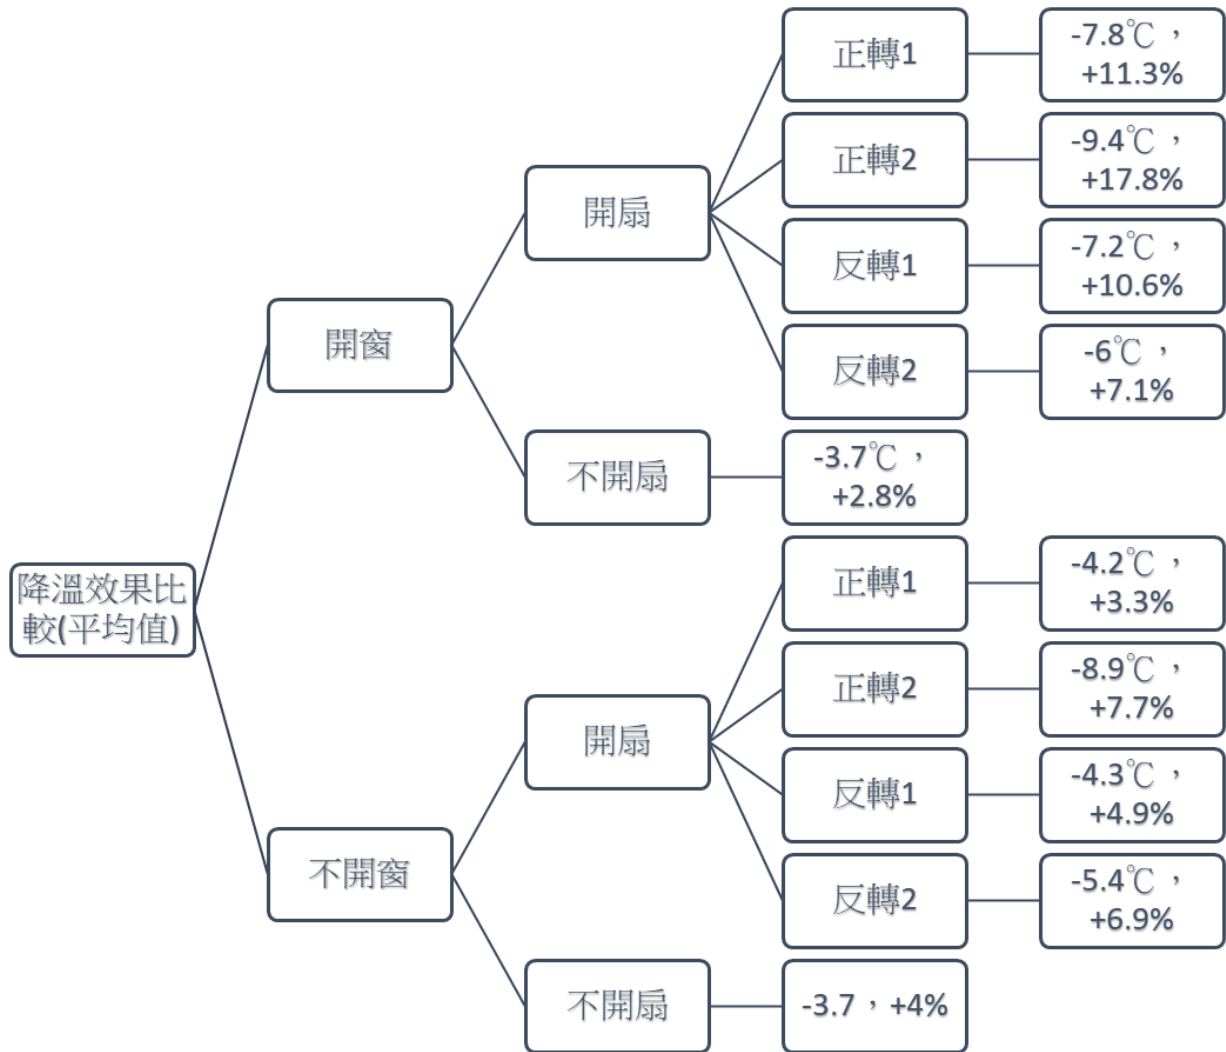 降溫效果比
較(平均值)
開窗
開扇
正轉1
-7.8℃，
+11.3%
正轉2
-9.4℃，
+17.8%
反轉1
-7.2℃，
+10.6%
反轉2
-6℃，
+7.1%
不開扇
-3.7℃，
+2.8%
不開窗
開扇
正轉1
-4.2℃，
+3.3%
正轉2
-8.9℃，
+7.7%
反轉1
-4.3℃，
+4.9%
反轉2
-5.4℃，
+6.9%
不開扇
-3.7，+4%